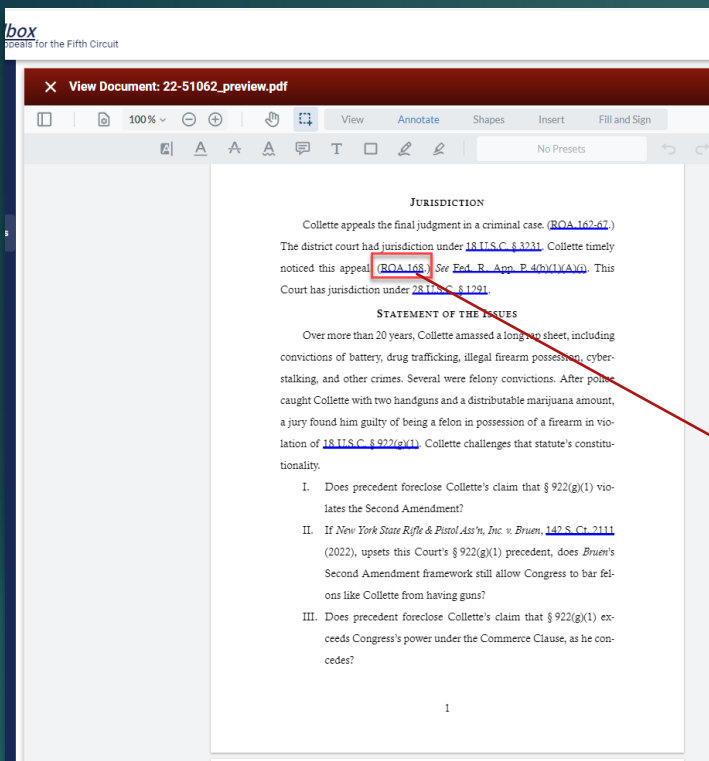 box
ppeals for the Fifth Circuit
View Document: 22-51062_preview.pdf
100%
View
Annotate
Shapes
Insert
Fill and Sign
T
No Presets
s
JURISDICTION
Collette appeals the final judgment in a criminal case. (ROA.162-67.)
The district court had jurisdiction under 18 U.S.C. § 3231. Collette timely
noticed this appeal. (ROA.168.) See Fed. R. App. P. 4(b)(1)(A)(i). This
Court has jurisdiction under 28 U.S.C. § 1291.
STATEMENT OF THE ISSUES
Over more than 20 years, Collette amassed a long rap sheet, including
convictions of battery, drug trafficking, illegal firearm possession, cyber-
stalking, and other crimes. Several were felony convictions. After police
caught Collette with two handguns and a distributable marijuana amount,
a jury found him guilty of being a felon in possession of a firearm in vio-
lation of 18 U.S.C. § 922(g)(1). Collette challenges that statute's constitu-
tionality.
I. Does precedent foreclose Collette's claim that § 922(g)(1) vio-
lates the Second Amendment?
II. If New York State Rifle & Pistol Ass'n, Inc. v. Bruen, 142 S. Ct. 2111
(2022), upsets this Court's § 922(g)(1) precedent, does Bruen's
Second Amendment framework still allow Congress to bar fel-
ons like Collette from having guns?
III. Does precedent foreclose Collette's claim that § 922(g)(1) ex-
ceeds Congress's power under the Commerce Clause, as he con-
cedes?
1